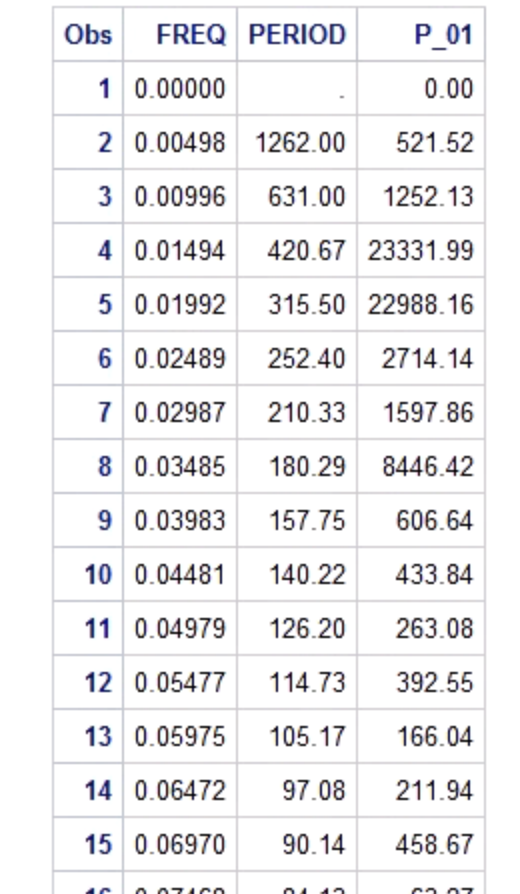 Obs FREQ PERIOD P_01
1 0.00000 . 0.00
2 0.00498 1262.00 521.52
3 0.00996 631.00 1252.13
4 0.01494 420.67 23331.99
5 0.01992 315.50 22988.16
6 0.02489 252.40 2714.14
7 0.02987 210.33 1597.86
8 0.03485 180.29 8446.42
9 0.03983 157.75 606.64
10 0.04481 140.22 433.84
11 0.04979 126.20 263.08
12 0.05477 114.73 392.55
13 0.05975 105.17 166.04
14 0.06472 97.08 211.94
15 0.06970 90.14 458.67